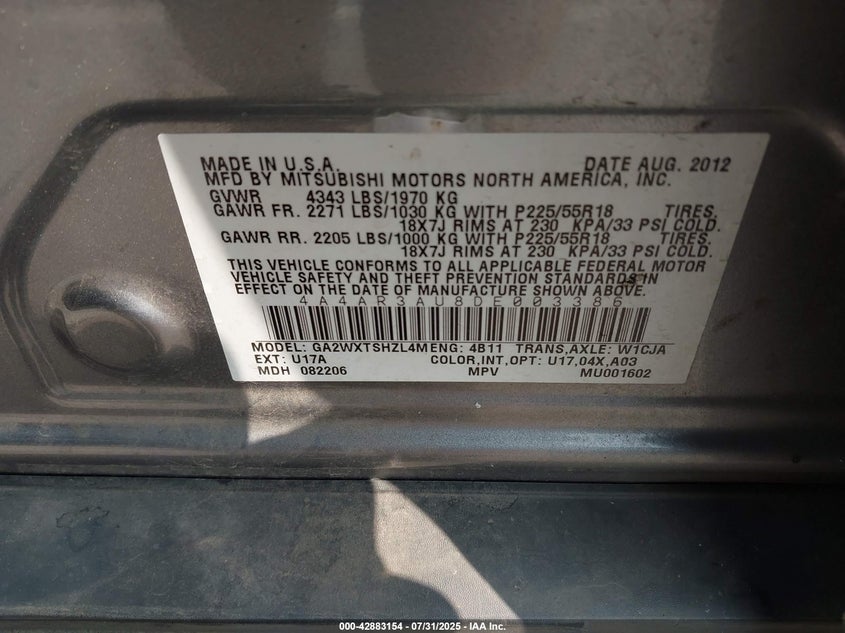 MADE IN U.S.A. DATE AUG. 2012
MFD BY MITSUBISHI MOTORS NORTH AMERICA, INC.
GVWR 4343 LBS/1970 KG
GAWR FR. 2271 LBS/1030 KG WITH P225/55R18 TIRES.
18X7J RIMS AT 230 KPA/33 PSI COLD.
GAWR RR. 2205 LBS/1000 KG WITH P225/55R18 TIRES.
18X7J RIMS AT 230 KPA/33 PSI COLD.
THIS VEHICLE CONFORMS TO ALL APPLICABLE FEDERAL MOTOR
VEHICLE SAFETY AND THEFT PREVENTION STANDARDS IN
EFFECT ON THE DATE OF MANUFACTURE SHOWN ABOVE.
4A4AR3AU8DE003386
MODEL: GA2WXTSHZL4M ENG: 4B11 TRANS,AXLE: W1CJA
EXT: U17A COLOR,INT,OPT: U17,04X,A03
MDH 082206 MPV MU001602
000-42883154 - 07/31/2025 - IAA Inc.